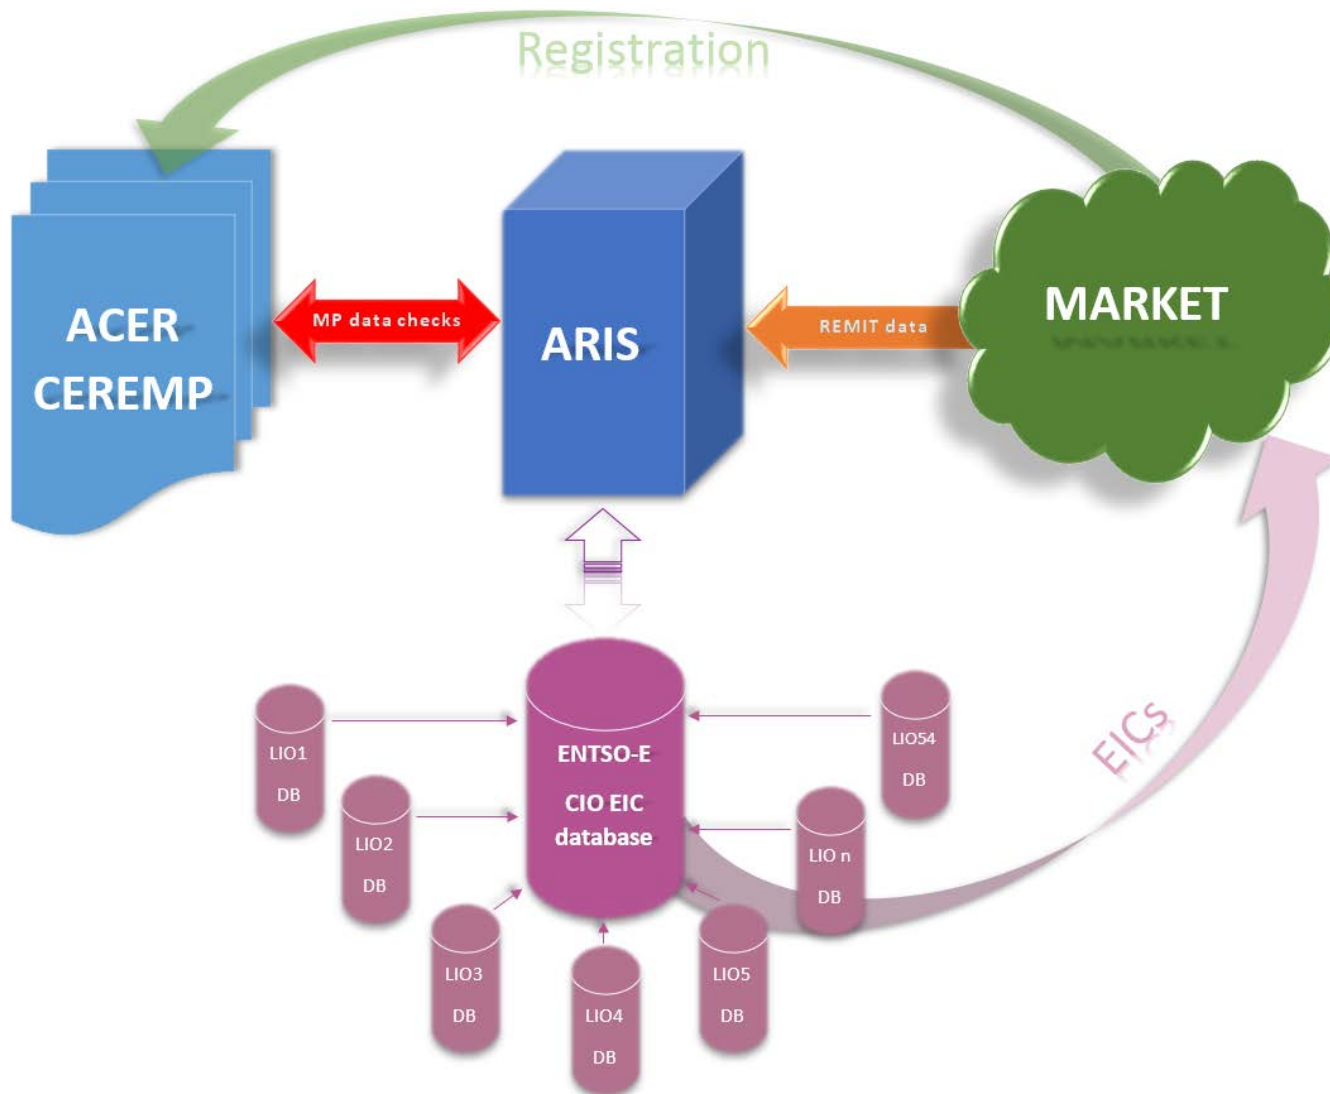 Registration
ACER
CEREMP
MP data checks
ARIS
REMIT data
MARKET
ENTSO-E
CIO EIC
database
LIO1
DB
LIO2
DB
LIO3
DB
LIO4
DB
LIO5
DB
LIO n
DB
LIO54
DB
EICs